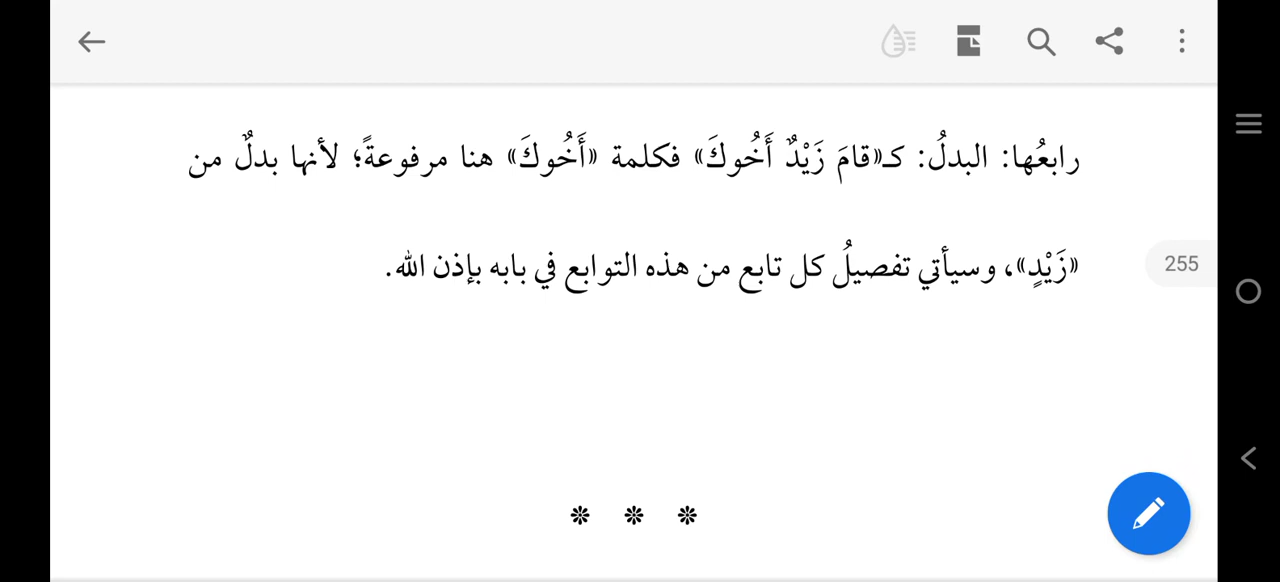 رابعُها: البدلُ: كـ«قامَ زَيْدٌ أَخُوكَ» فكلمة «أَخُوكَ» هنا مرفوعةً؛ لأنها بدلٌ من
«زَيْدٍ»، وسيأتي تفصيلُ كل تابع من هذه التوابع في بابه بإذن الله.
255